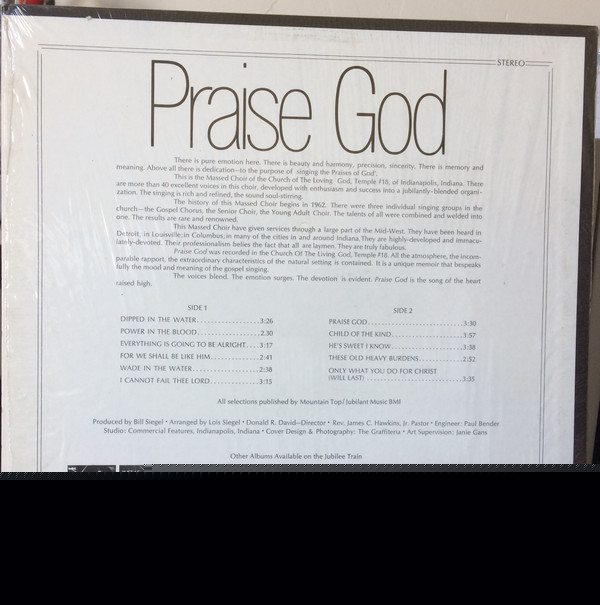 STEREO
Praise God
There is pure emotion here. There is beauty and harmony, precision, sincerity. There is memory and
meaning. Above all there is dedication—to the purpose of 'singing the Praises of God'.
This is the Massed Choir of the Church of The Loving God, Temple #18, of Indianapolis, Indiana. There
are more than 40 excellent voices in this choir, developed with enthusiasm and success into a jubilantly-blended organi-
zation. The singing is rich and refined, the sound soul-stirring.
The history of this Massed Choir begins in 1962. There were three individual singing groups in the
church—the Gospel Chorus, the Senior Choir, the Young Adult Choir. The talents of all were combined and welded into
one. The results are rare and renowned.
This Massed Choir have given services through a large part of the Mid-West. They have been heard in
Detroit, in Louisville, in Columbus, in many of the cities in and around Indiana. They are highly-developed and immacu-
lately-devoted. Their professionalism belies the fact that all are laymen. They are truly fabulous.
Praise God was recorded in the Church Of The Living God, Temple #18. All the atmosphere, the incom-
parable rapport, the extraordinary characteristics of the natural setting is contained. It is a unique memoir that bespeaks
fully the mood and meaning of the gospel singing.
The voices blend. The emotion surges. The devotion is evident. Praise God is the song of the heart
raised high.
SIDE 1
DIPPED IN THE WATER..................3:26
POWER IN THE BLOOD..................2:30
EVERYTHING IS GOING TO BE ALRIGHT....3:17
FOR WE SHALL BE LIKE HIM..............2:41
WADE IN THE WATER...................2:38
I CANNOT FAIL THEE LORD..............3:15
SIDE 2
PRAISE GOD...........................3:30
CHILD OF THE KIND....................3:57
HE'S SWEET I KNOW....................3:38
THESE OLD HEAVY BURDENS............2:52
ONLY WHAT YOU DO FOR CHRIST
(WILL LAST) ...........................3:35
All selections published by Mountain Top/Jubilant Music BMI
Produced by Bill Siegel • Arranged by Lois Siegel • Donald R. David—Director • Rev. James C. Hawkins, Jr. Pastor • Engineer: Paul Bender
Studio: Commercial Features, Indianapolis, Indiana • Cover Design & Photography: The Graffiteria • Art Supervision: Janie Gans
Other Albums Available on the Jubilee Train